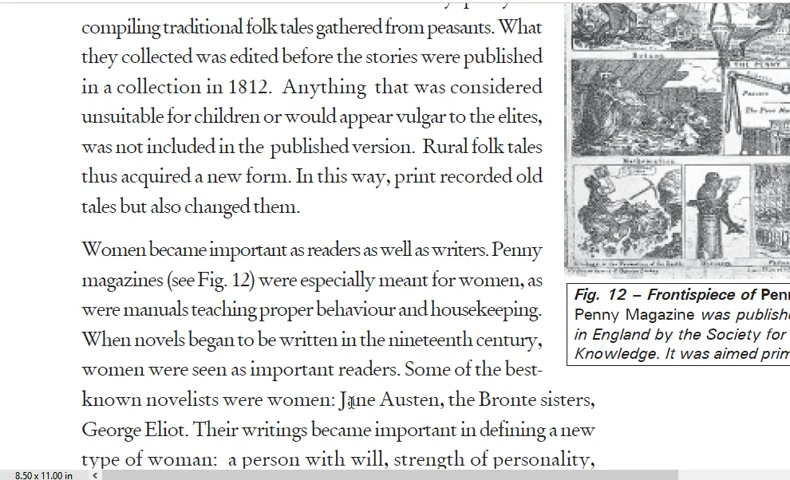 compiling traditional folk tales gathered from peasants. What
they collected was edited before the stories were published
in a collection in 1812. Anything that was considered
unsuitable for children or would appear vulgar to the elites,
was not included in the published version. Rural folk tales
thus acquired a new form. In this way, print recorded old
tales but also changed them.
Women became important as readers as well as writers. Penny
magazines (see Fig. 12) were especially meant for women, as
were manuals teaching proper behaviour and housekeeping.
When novels began to be written in the nineteenth century,
women were seen as important readers. Some of the best-
known novelists were women: Jane Austen, the Bronte sisters,
George Eliot. Their writings became important in defining a new
type of woman: a person with will, strength of personality,
Botany
THE PENNY
Mathematics
Fig. 12 – Frontispiece of Penn
Penny Magazine was publishe
in England by the Society for
Knowledge. It was aimed prim
8.50 x 11.00 in